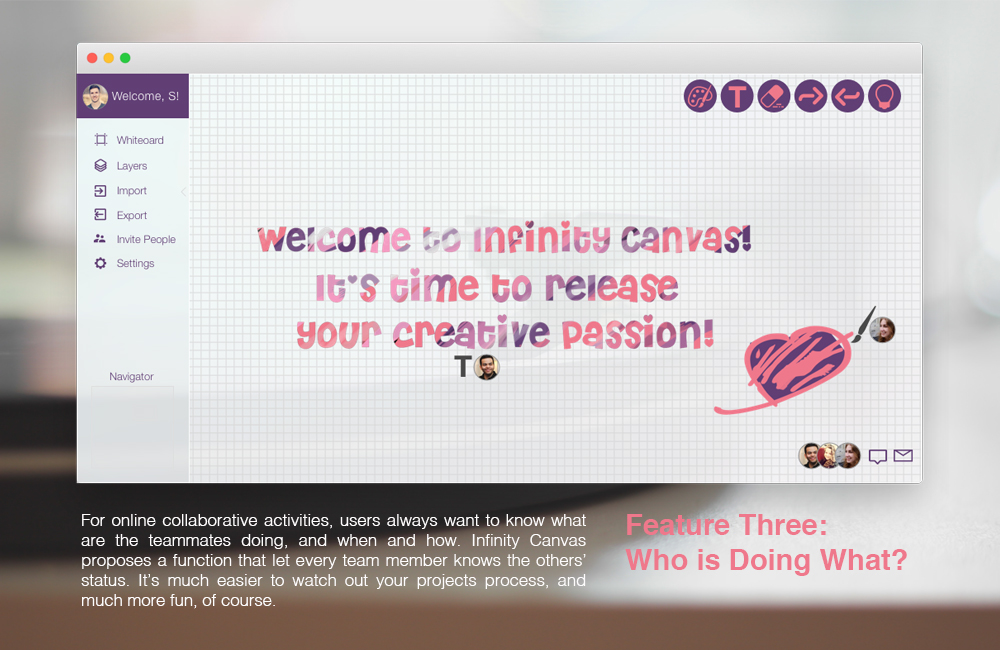 Welcome, S!
Whiteoard
Layers
Import
Export
Invite People
Settings
Navigator
T
Welcome to Infinity Canvas!
It's time to release
your creative passion!
T
For online collaborative activities, users always want to know what
are the teammates doing, and when and how. Infinity Canvas
proposes a function that let every team member knows the others'
status. It's much easier to watch out your projects process, and
much more fun, of course.
Feature Three:
Who is Doing What?